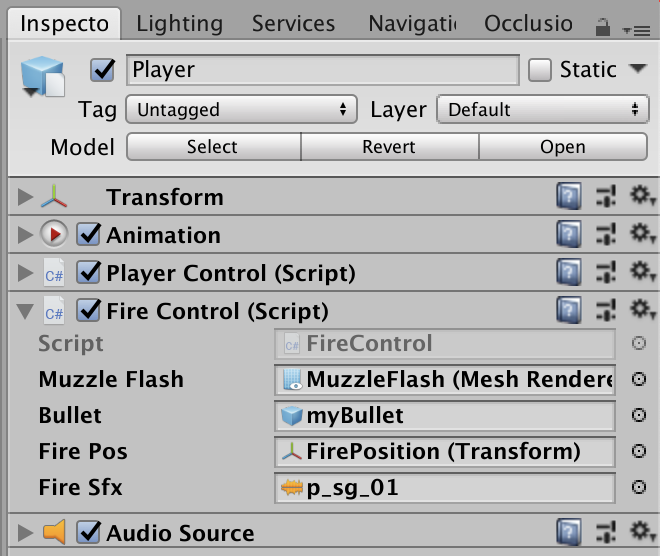 Inspecto Lighting Services Navigati Occlusio
Player Static
Tag Untagged Layer Default
Model Select Revert Open
Transform
Animation
C# Player Control (Script)
C# Fire Control (Script)
Script C# FireControl
Muzzle Flash MuzzleFlash (Mesh Rendere
Bullet myBullet
Fire Pos FirePosition (Transform)
Fire Sfx p_sg_01
Audio Source